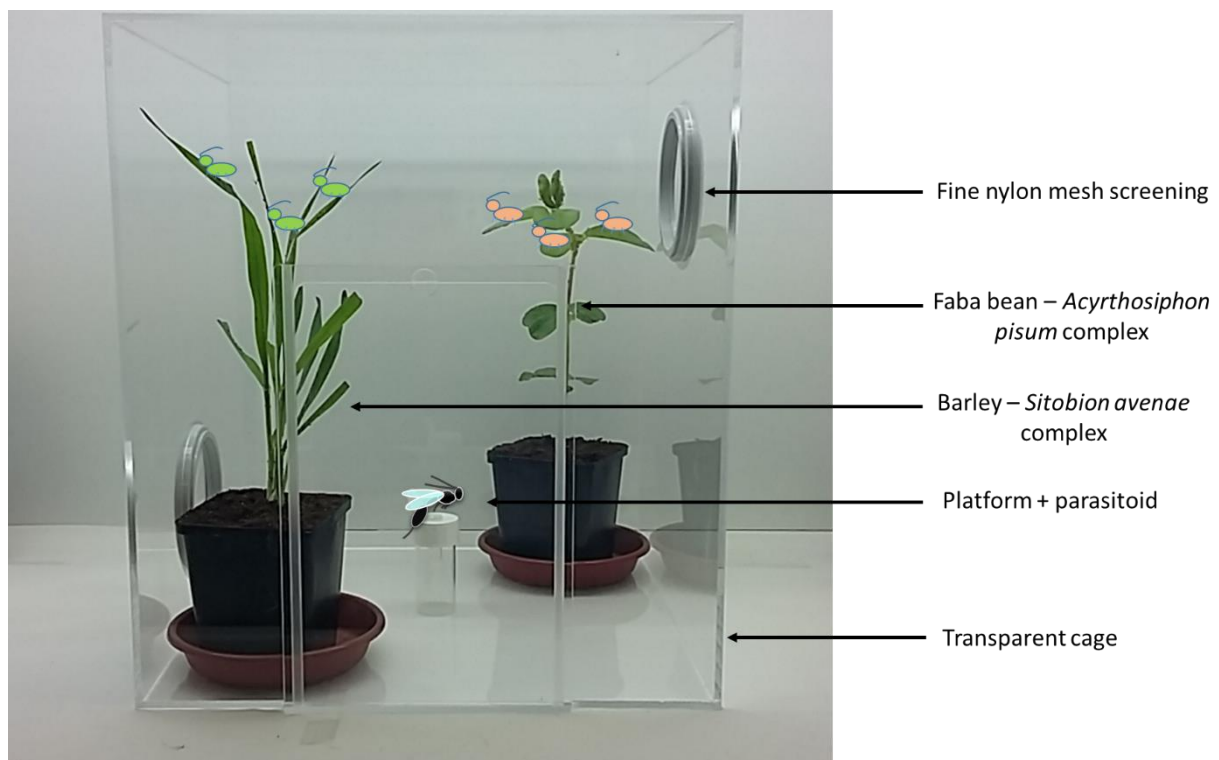 Fine nylon mesh screening
Faba bean – Acyrthosiphon
pisum complex
Barley – Sitobion avenae
complex
Platform + parasitoid
Transparent cage